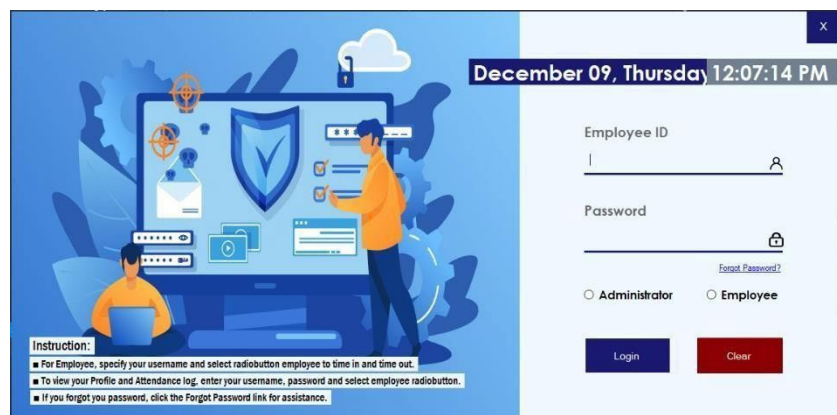 X
December 09, Thursday 12:07:14 PM
Employee ID
Password
Forgot Password?
Administrator Employee
Login Clear
Instruction:
■ For Employee, specify your username and select radiobutton employee to time in and time out.
■ To view your Profile and Attendance log, enter your username, password and select employee radiobutton.
■ If you forgot you password, click the Forgot Password link for assistance.